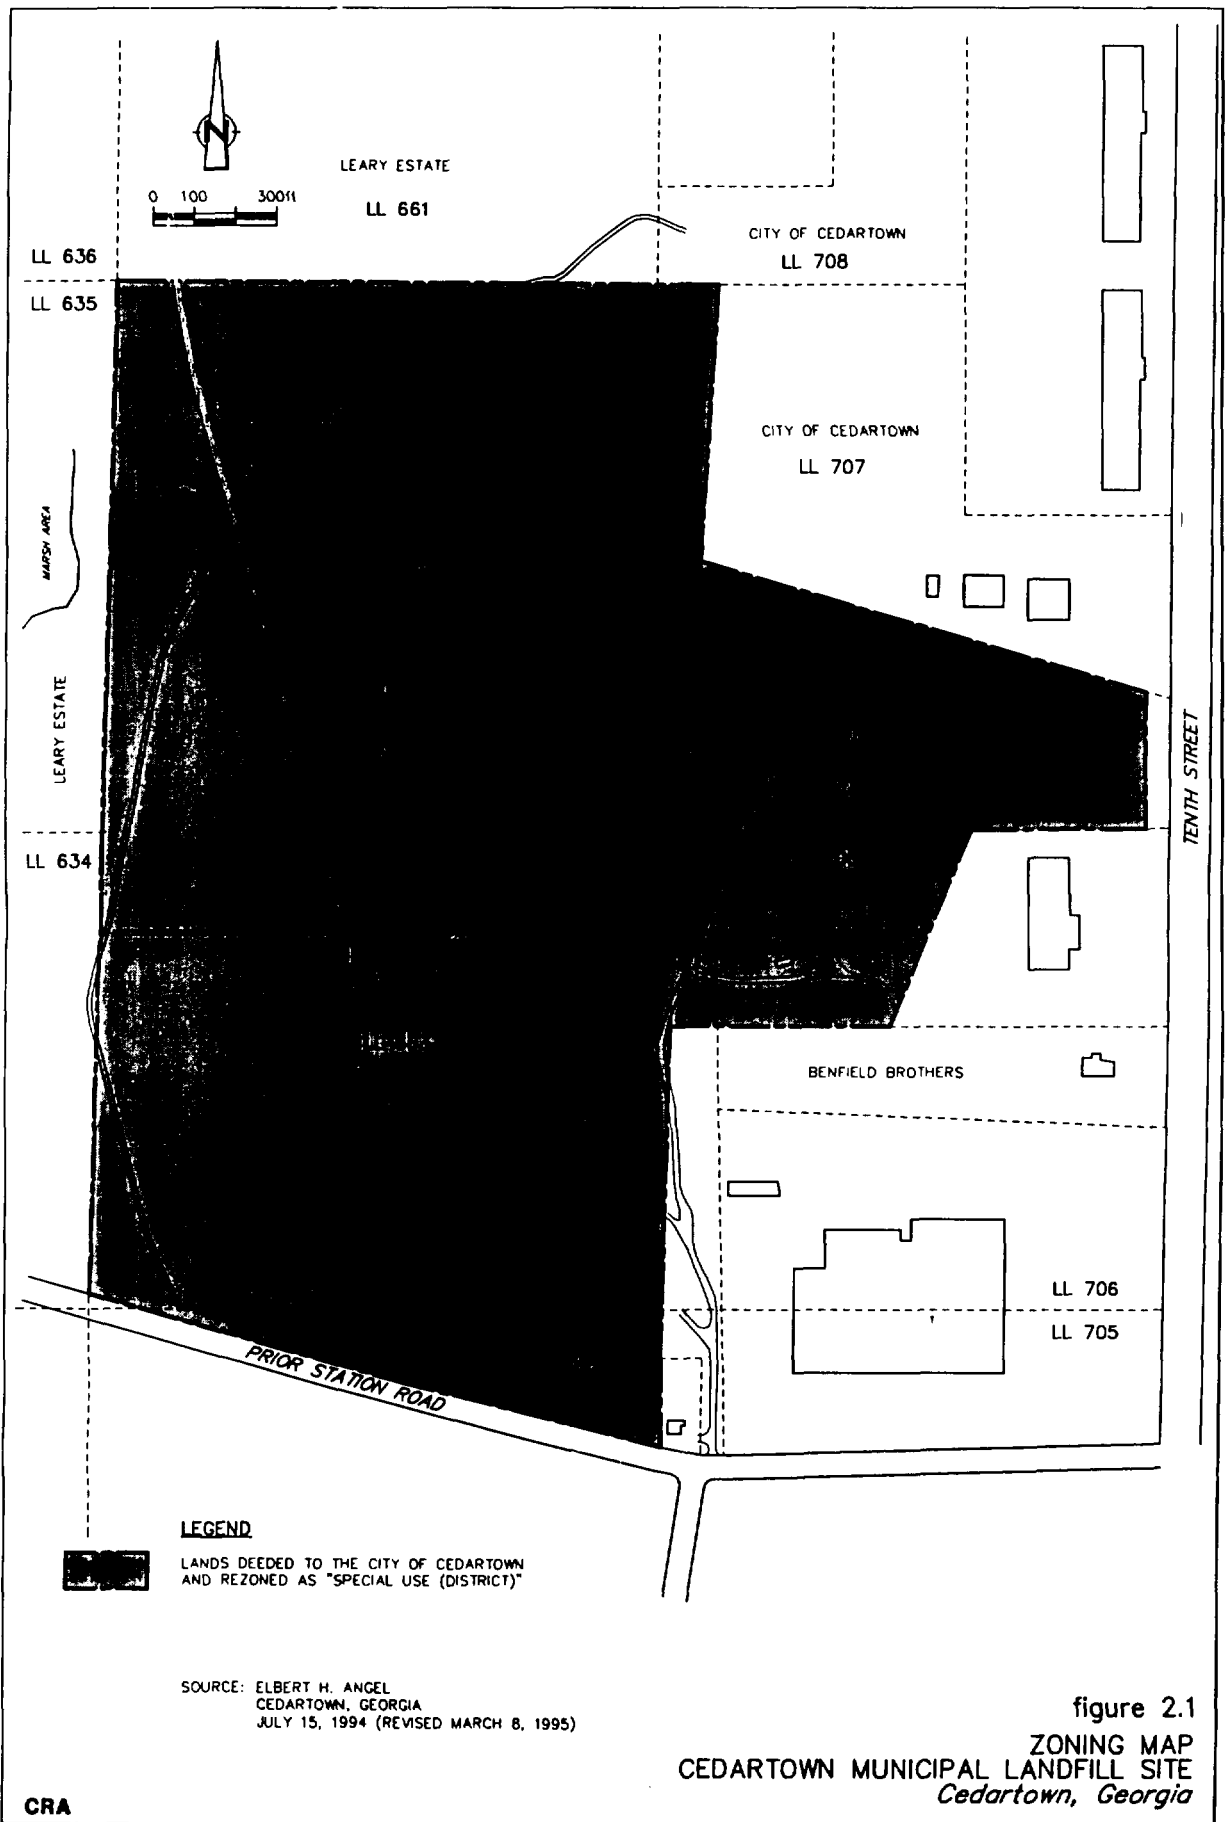 N
0 100 300ft
LEARY ESTATE
LL 661
CITY OF CEDARTOWN
LL 708
LL 636
LL 635
CITY OF CEDARTOWN
LL 707
MARSH AREA
LEARY ESTATE
TENTH STREET
LL 634
BENFIELD BROTHERS
LL 706
LL 705
PRIOR STATION ROAD
LEGEND
LANDS DEEDED TO THE CITY OF CEDARTOWN
AND REZONED AS "SPECIAL USE (DISTRICT)"
SOURCE: ELBERT H. ANGEL
CEDARTOWN, GEORGIA
JULY 15, 1994 (REVISED MARCH 8, 1995)
figure 2.1
ZONING MAP
CEDARTOWN MUNICIPAL LANDFILL SITE
Cedartown, Georgia
CRA